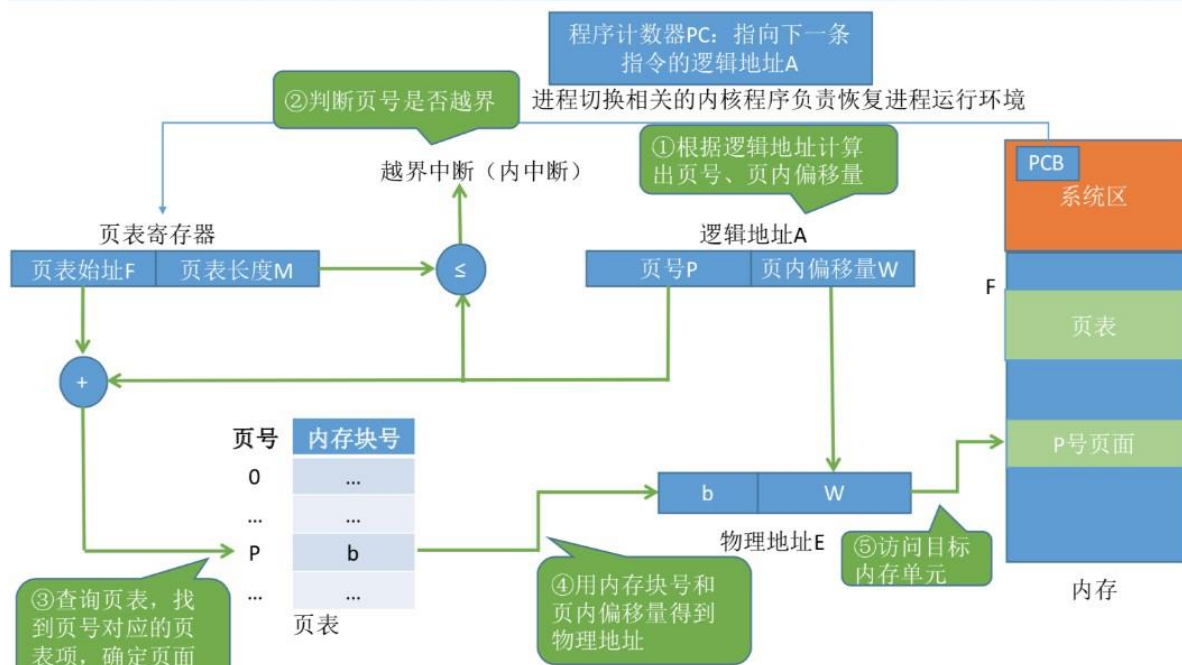 程序计数器PC：指向下一条
指令的逻辑地址A
②判断页号是否越界
进程切换相关的内核程序负责恢复进程运行环境
①根据逻辑地址计算
出页号、页内偏移量
越界中断（内中断）
PCB
系统区
页表寄存器
逻辑地址A
页表始址F
页表长度M
≤
页号P
页内偏移量W
F
页表
+
页号
内存块号
P号页面
0
...
...
...
b
W
P
b
物理地址E
⑤访问目标
内存单元
...
...
页表
④用内存块号和
页内偏移量得到
物理地址
内存
③查询页表，找
到页号对应的页
表项，确定页面